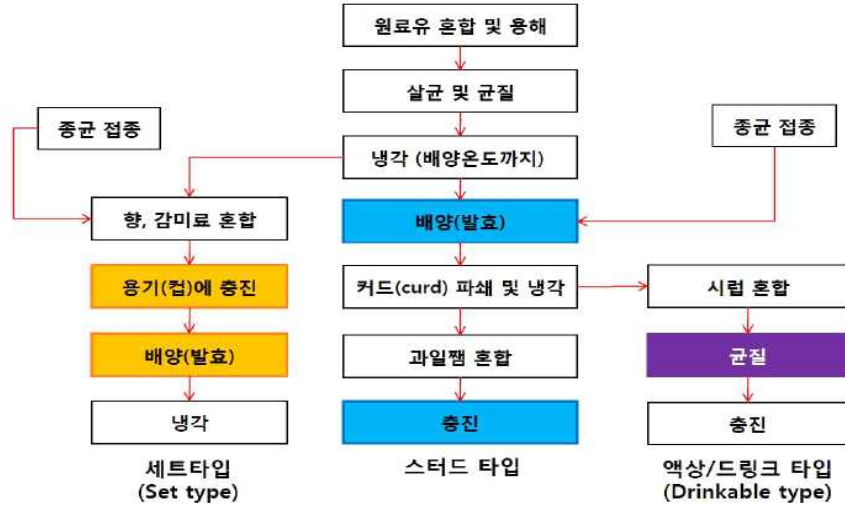 원료유 혼합 및 용해
살균 및 균질
종균 접종
종균 접종
냉각 (배양온도까지)
향, 감미료 혼합
배양(발효)
용기(컵)에 충진
커드(curd) 파쇄 및 냉각
시럽 혼합
배양(발효)
과일쨈 혼합
균질
냉각
충진
충진
세트타입
(Set type)
스터드 타입
액상/드링크 타입
(Drinkable type)